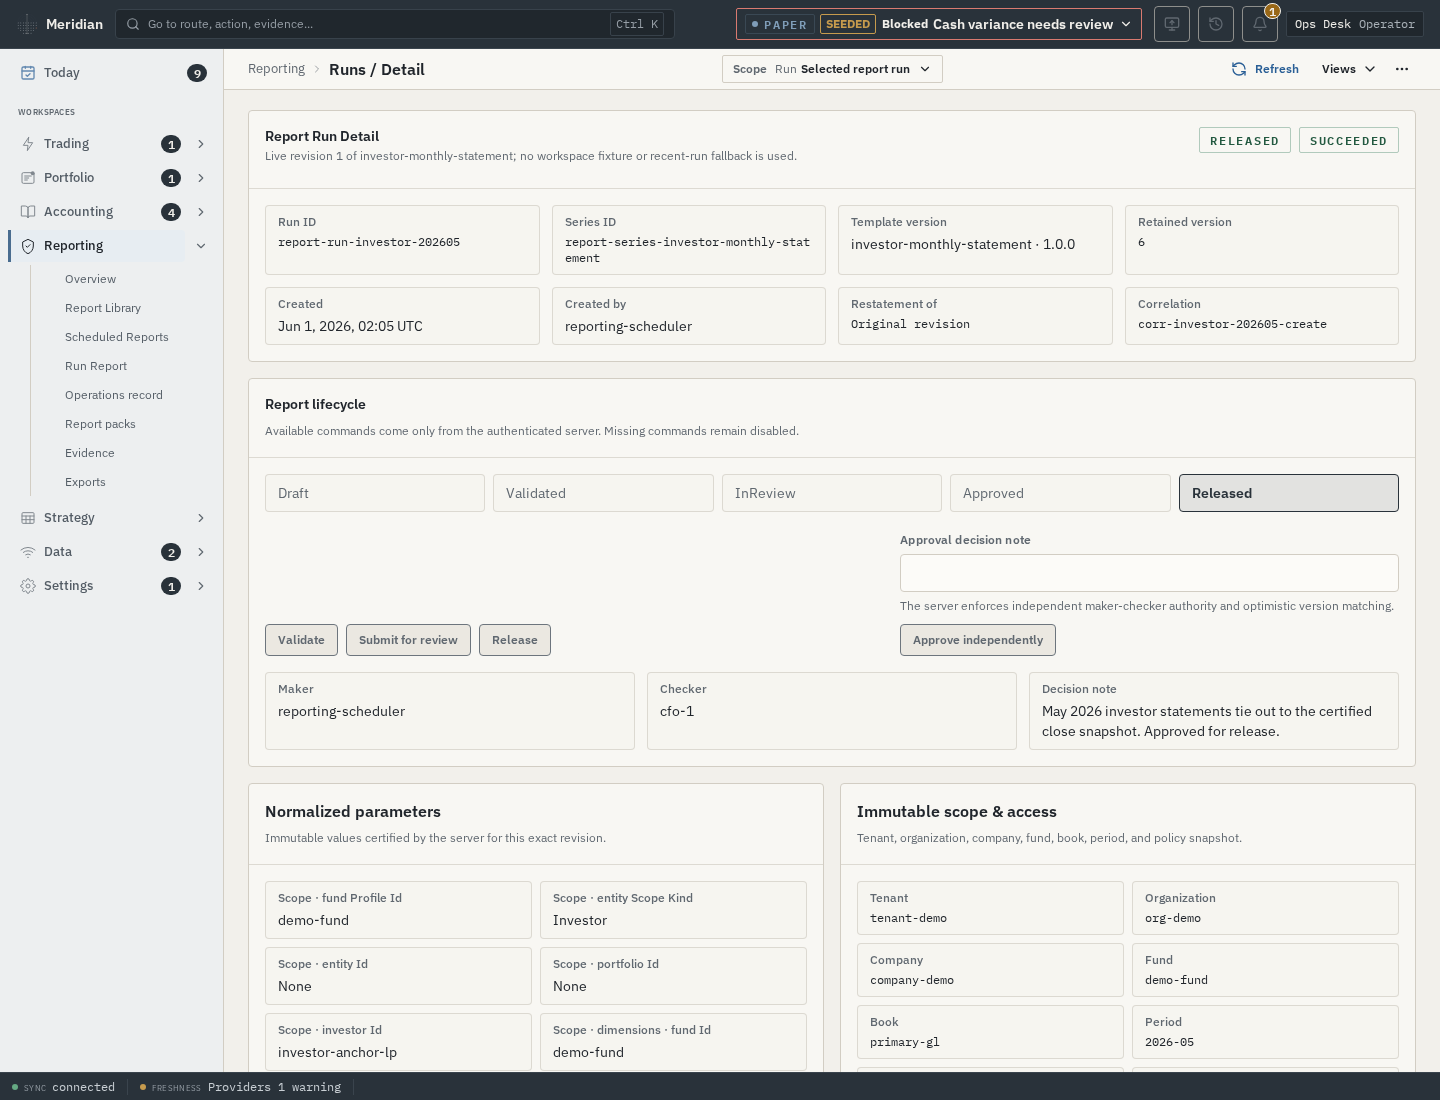 Meridian
Go to route, action, evidence...
Ctrl K
PAPER
SEEDED
Blocked Cash variance needs review
1
Ops Desk Operator
Today
9
WORKSPACES
Trading
1
Portfolio
1
Accounting
4
Reporting
Overview
Report Library
Scheduled Reports
Run Report
Operations record
Report packs
Evidence
Exports
Strategy
Data
2
Settings
1
Reporting
Runs / Detail
Scope Run Selected report run
Refresh
Views
Report Run Detail
Live revision 1 of investor-monthly-statement; no workspace fixture or recent-run fallback is used.
RELEASED
SUCCEEDED
Run ID
report-run-investor-202605
Series ID
report-series-investor-monthly-stat
ement
Template version
investor-monthly-statement · 1.0.0
Retained version
6
Created
Jun 1, 2026, 02:05 UTC
Created by
reporting-scheduler
Restatement of
Original revision
Correlation
corr-investor-202605-create
Report lifecycle
Available commands come only from the authenticated server. Missing commands remain disabled.
Draft
Validated
InReview
Approved
Released
Approval decision note
The server enforces independent maker-checker authority and optimistic version matching.
Validate
Submit for review
Release
Approve independently
Maker
reporting-scheduler
Checker
cfo-1
Decision note
May 2026 investor statements tie out to the certified
close snapshot. Approved for release.
Normalized parameters
Immutable values certified by the server for this exact revision.
Scope · fund Profile Id
demo-fund
Scope · entity Scope Kind
Investor
Scope · entity Id
None
Scope · portfolio Id
None
Scope · investor Id
investor-anchor-lp
Scope · dimensions · fund Id
demo-fund
Immutable scope & access
Tenant, organization, company, fund, book, period, and policy snapshot.
Tenant
tenant-demo
Organization
org-demo
Company
company-demo
Fund
demo-fund
Book
primary-gl
Period
2026-05
SYNC connected
FRESHNESS Providers 1 warning